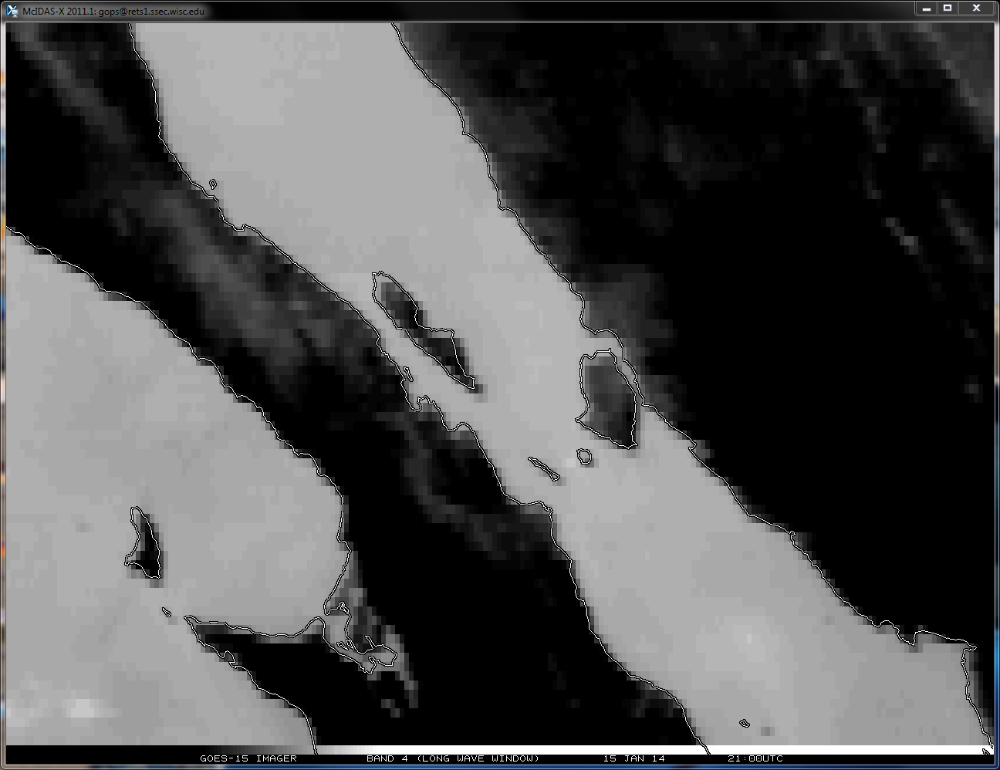 McIDAS-X 2011.1: gops@rets1.ssec.wisc.edu
GOES-15 IMAGER BAND 4 (LONG WAVE WINDOW) 15 JAN 14 21:00UTC